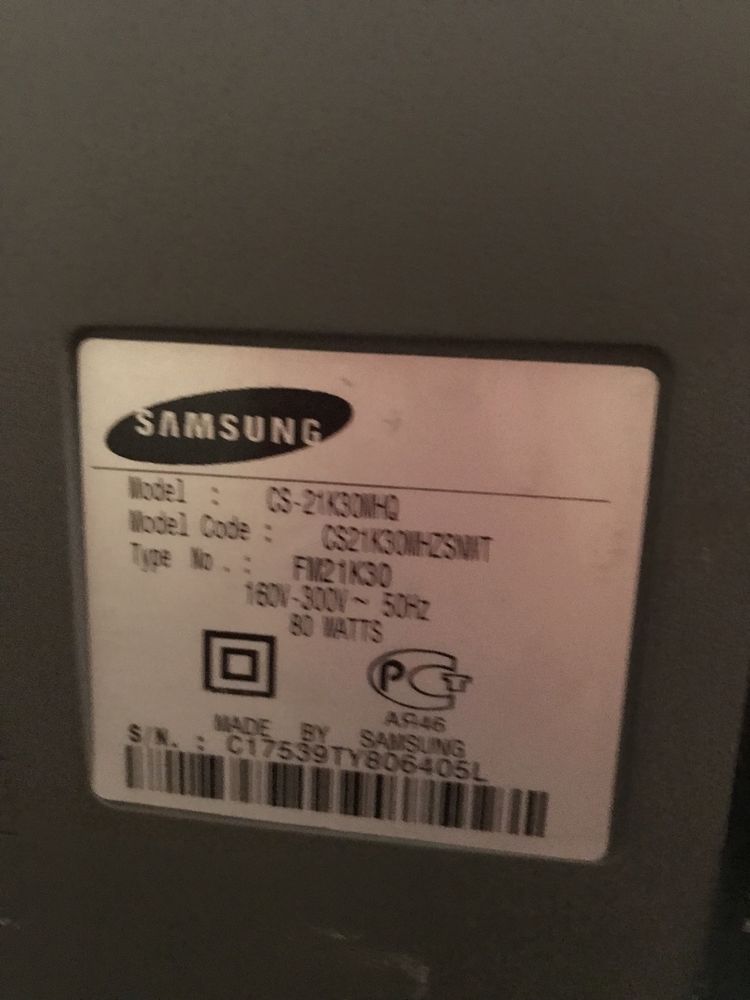 SAMSUNG
Model : CS-21K30MHQ
Model Code : CS21K30MHZSNWT
Type No.: FM21K30
160V-300V~ 50Hz
80 WATTS
PCT
AЯ46
MADE BY SAMSUNG
S/N. : C17539TY806405L